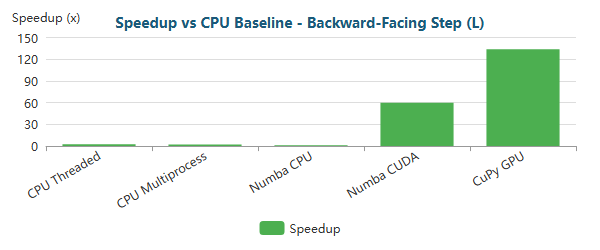 Speedup (x)
Speedup vs CPU Baseline - Backward-Facing Step (L)
150
120
90
60
30
0
CPU Threaded
CPU Multiprocess
Numba CPU
Numba CUDA
CuPy GPU
Speedup